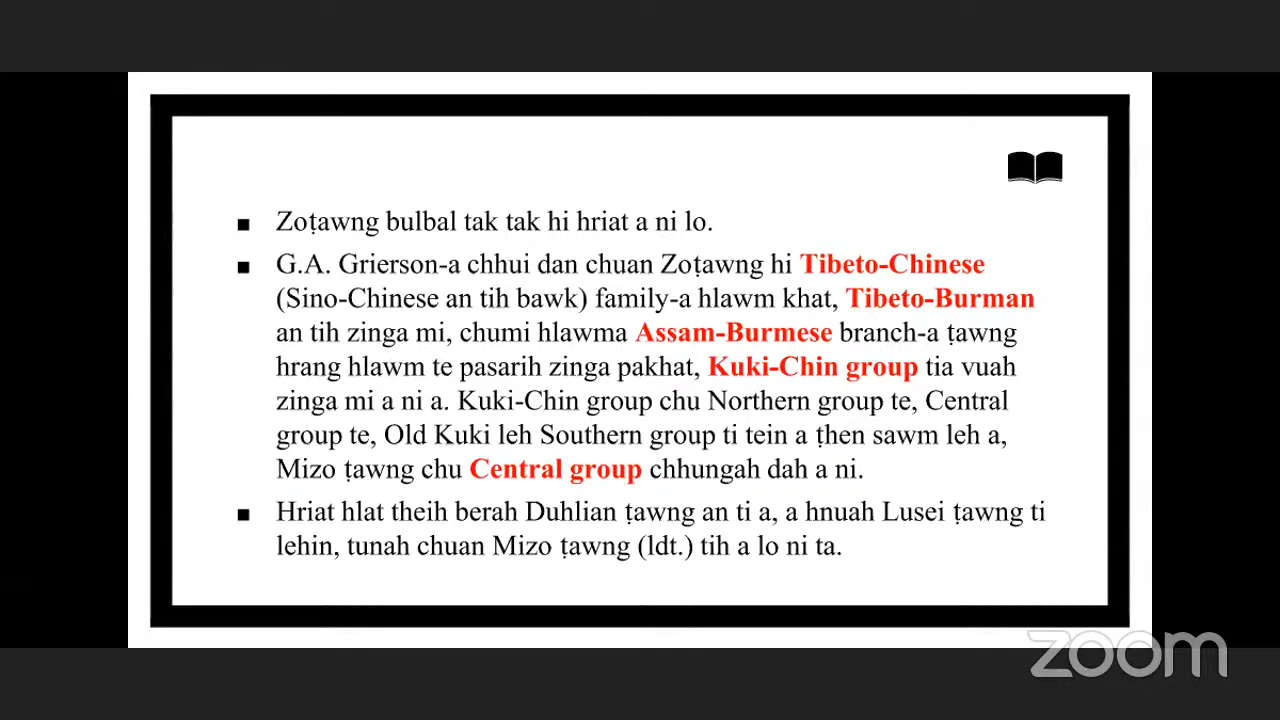 ▪ Zoṭawng bulbal tak tak hi hriat a ni lo.
▪ G.A. Grierson-a chhui dan chuan Zoṭawng hi Tibeto-Chinese
(Sino-Chinese an tih bawk) family-a hlawm khat, Tibeto-Burman
an tih zinga mi, chumi hlawma Assam-Burmese branch-a ṭawng
hrang hlawm te pasarih zinga pakhat, Kuki-Chin group tia vuah
zinga mi a ni a. Kuki-Chin group chu Northern group te, Central
group te, Old Kuki leh Southern group ti tein a ṭhen sawm leh a,
Mizo ṭawng chu Central group chhungah dah a ni.
▪ Hriat hlat theih berah Duhlian ṭawng an ti a, a hnuah Lusei ṭawng ti
lehin, tunah chuan Mizo ṭawng (ldt.) tih a lo ni ta.
zoom